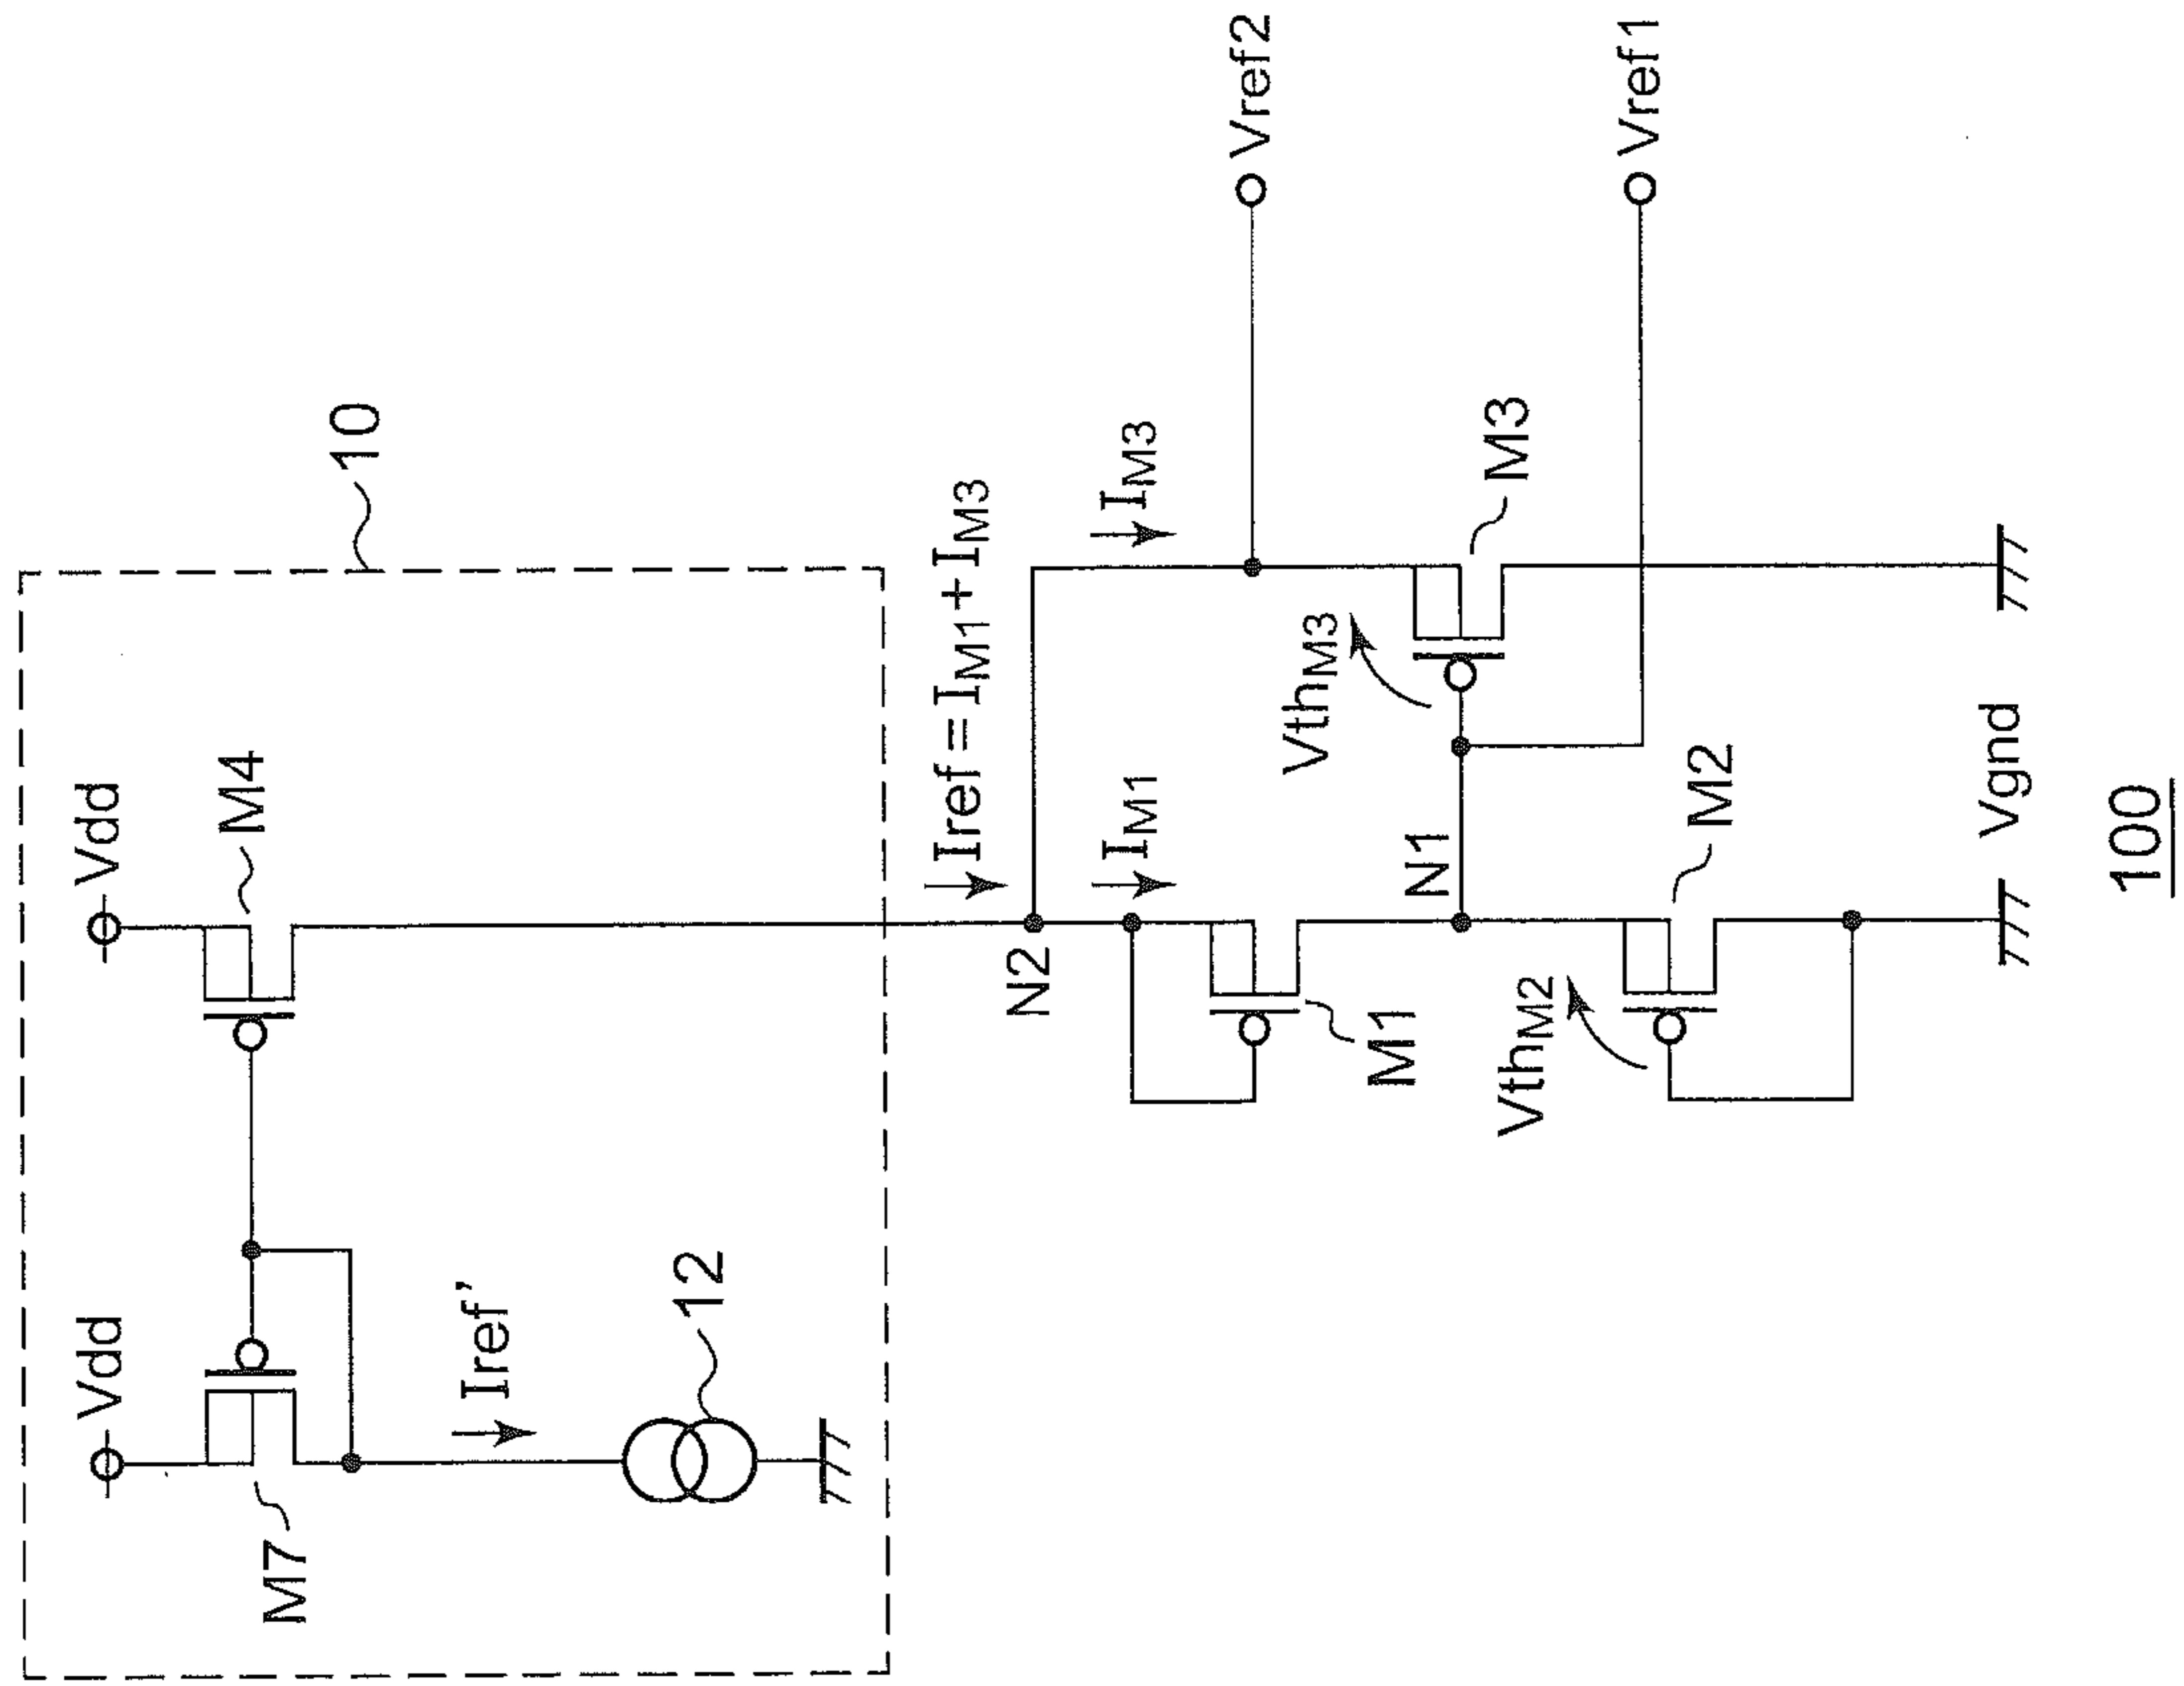 10
Vdd
Vdd
M4
M7
Iref'
12
Iref=IM1+IM3
N2
IM1
IM3
Vref2
M1
VthM3
N1
M3
VthM2
Vref1
M2
Vgnd
100